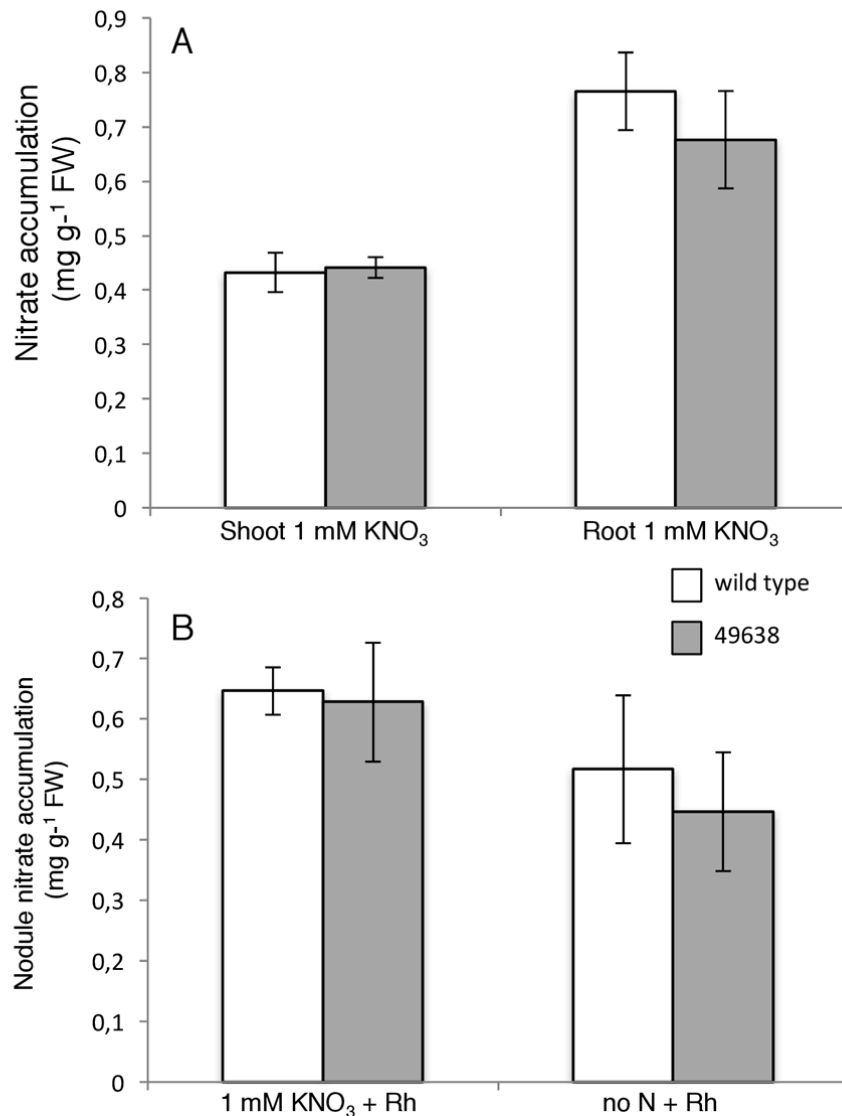 A
Nitrate accumulation
(mg g-¹ FW)
0,9
0,8
0,7
0,6
0,5
0,4
0,3
0,2
0,1
0
Shoot 1 mM KNO₃
Root 1 mM KNO₃
wild type
49638
B
Nodule nitrate accumulation
(mg g-¹ FW)
0,8
0,7
0,6
0,5
0,4
0,3
0,2
0,1
0
1 mM KNO₃ + Rh
no N + Rh